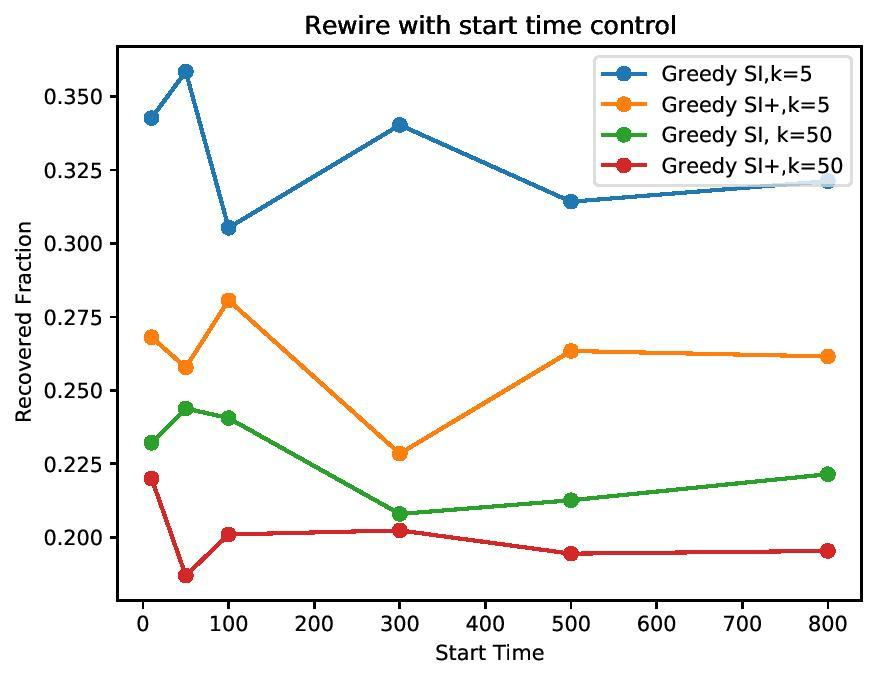 Rewire with start time control
Greedy SI,k=5
Greedy SI+,k=5
Greedy SI, k=50
Greedy SI+,k=50
Recovered Fraction
0.350
0.325
0.300
0.275
0.250
0.225
0.200
0 100 200 300 400 500 600 700 800
Start Time